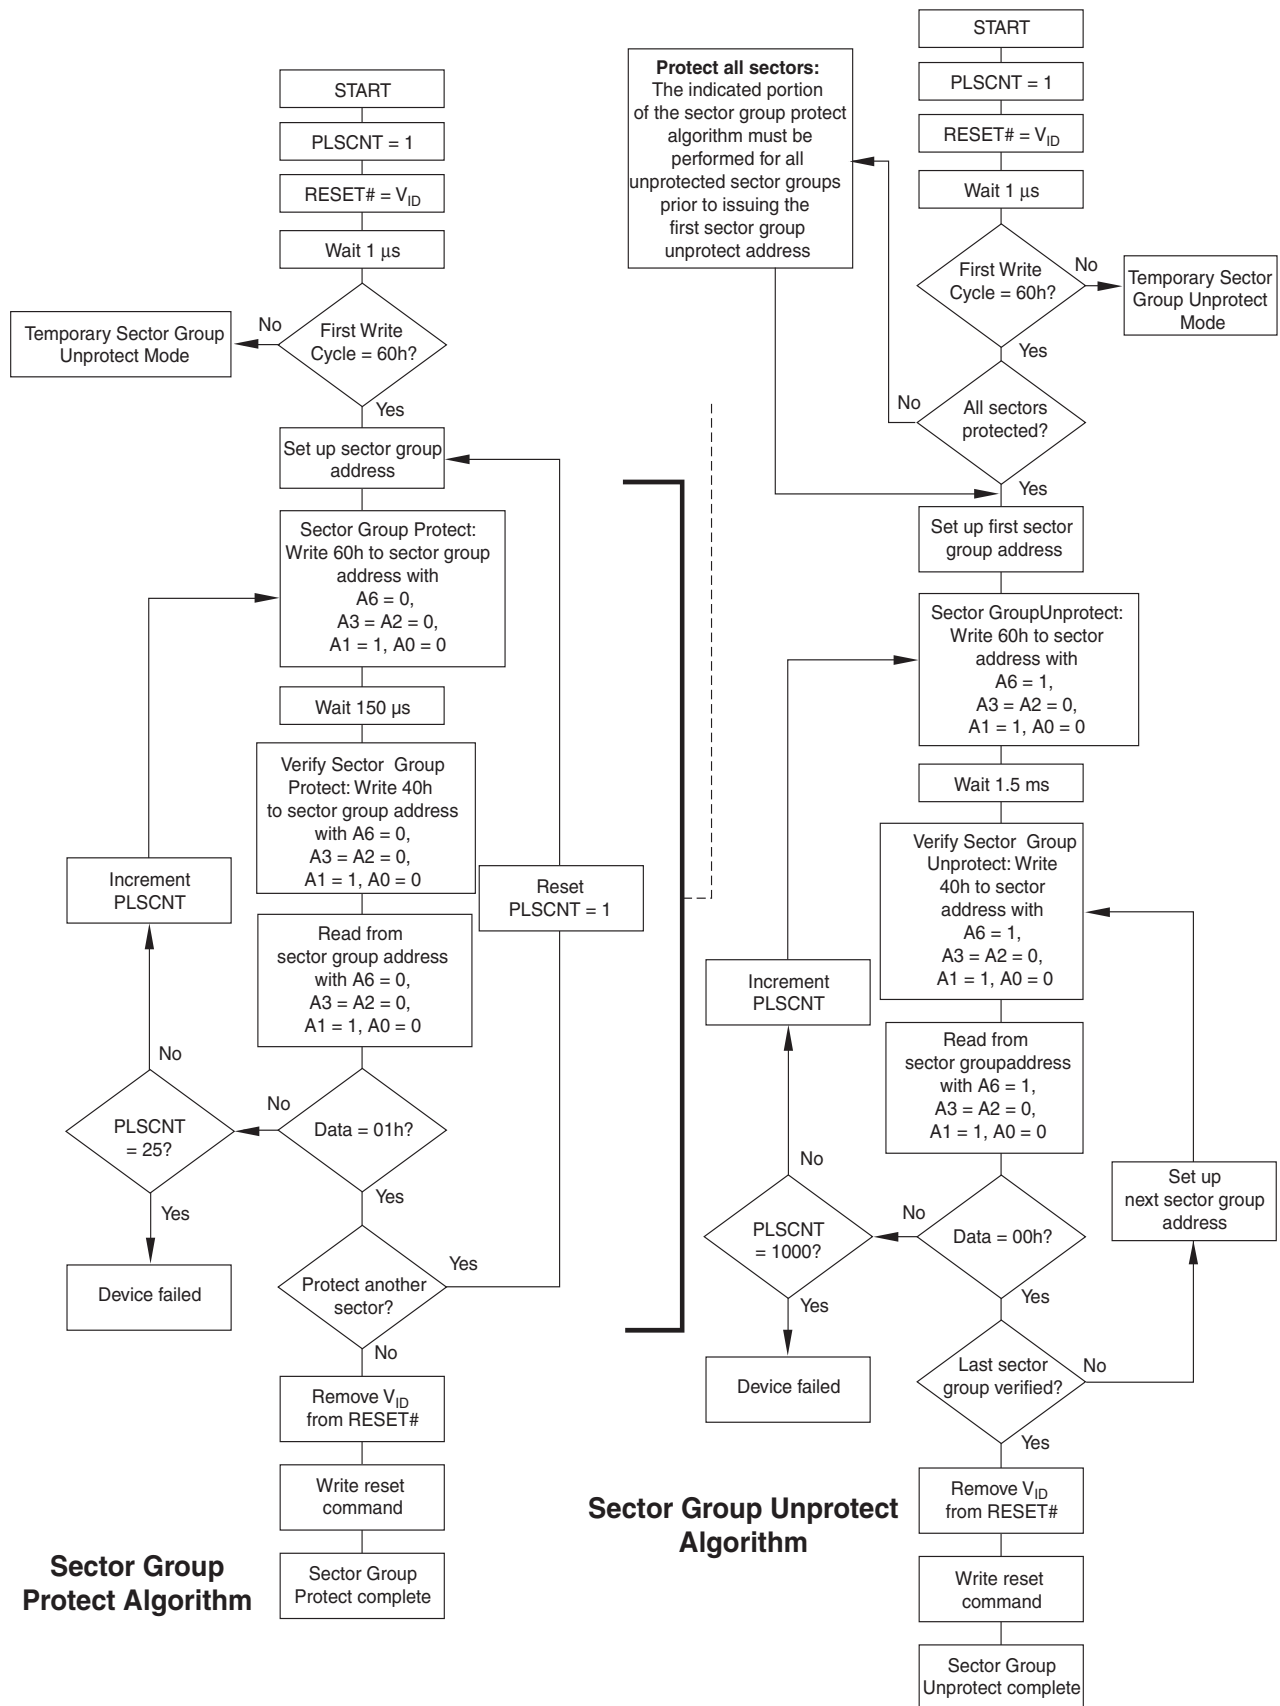 START
PLSCNT = 1
RESET# = VID
Wait 1 μs
First Write
Cycle = 60h?
No
Temporary Sector Group
Unprotect Mode
Yes
Set up sector group
address
Sector Group Protect:
Write 60h to sector group
address with
A6 = 0,
A3 = A2 = 0,
A1 = 1, A0 = 0
Wait 150 µs
Verify Sector Group
Protect: Write 40h
to sector group address
with A6 = 0,
A3 = A2 = 0,
A1 = 1, A0 = 0
Increment
PLSCNT
Reset
PLSCNT = 1
Read from
sector group address
with A6 = 0,
A3 = A2 = 0,
A1 = 1, A0 = 0
No
No
PLSCNT
= 25?
Data = 01h?
Yes
Yes
Yes
Device failed
Protect another
sector?
No
Remove VID
from RESET#
Write reset
command
Sector Group
Protect complete
Sector Group
Protect Algorithm
START
Protect all sectors:
The indicated portion
of the sector group protect
algorithm must be
performed for all
unprotected sector groups
prior to issuing the
first sector group
unprotect address
PLSCNT = 1
RESET# = VID
Wait 1 μs
First Write
Cycle = 60h?
No
Temporary Sector
Group Unprotect
Mode
Yes
No
All sectors
protected?
Yes
Set up first sector
group address
Sector GroupUnprotect:
Write 60h to sector
address with
A6 = 1,
A3 = A2 = 0,
A1 = 1, A0 = 0
Wait 1.5 ms
Verify Sector Group
Unprotect: Write
40h to sector
address with
A6 = 1,
A3 = A2 = 0,
A1 = 1, A0 = 0
Increment
PLSCNT
Read from
sector groupaddress
with A6 = 1,
A3 = A2 = 0,
A1 = 1, A0 = 0
No
Set up
next sector group
address
No
PLSCNT
= 1000?
Data = 00h?
Yes
Yes
Device failed
Last sector
group verified?
No
Yes
Remove VID
from RESET#
Write reset
command
Sector Group
Unprotect complete
Sector Group Unprotect
Algorithm